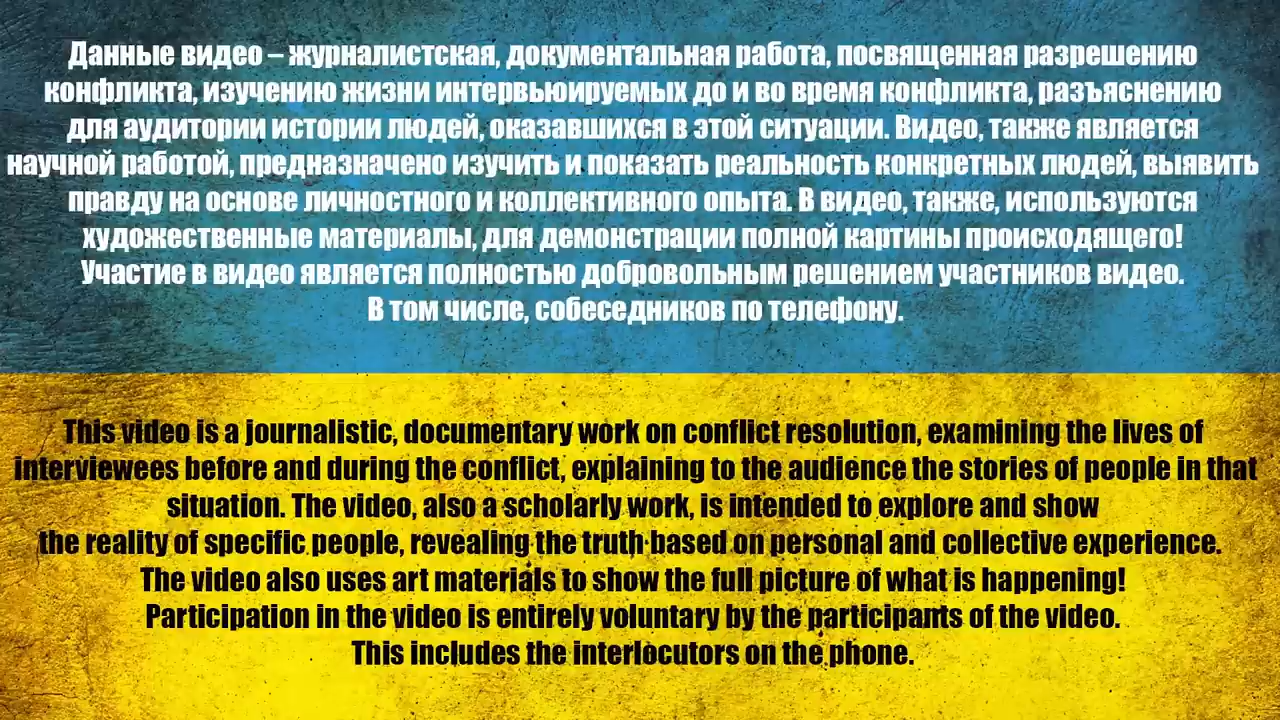 Данные видео – журналистская, документальная работа, посвященная разрешению
конфликта, изучению жизни интервьюируемых до и во время конфликта, разъяснению
для аудитории истории людей, оказавшихся в этой ситуации. Видео, также является
научной работой, предназначено изучить и показать реальность конкретных людей, выявить
правду на основе личностного и коллективного опыта. В видео, также, используются
художественные материалы, для демонстрации полной картины происходящего!
Участие в видео является полностью добровольным решением участников видео.
В том числе, собеседников по телефону.
This video is a journalistic, documentary work on conflict resolution, examining the lives of
interviewees before and during the conflict, explaining to the audience the stories of people in that
situation. The video, also a scholarly work, is intended to explore and show
the reality of specific people, revealing the truth based on personal and collective experience.
The video also uses art materials to show the full picture of what is happening!
Participation in the video is entirely voluntary by the participants of the video.
This includes the interlocutors on the phone.